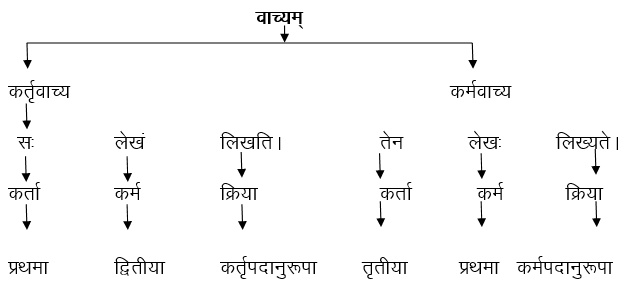 वाच्यम्
कर्तृवाच्य कर्मवाच्य
सः लेखं लिखति। तेन लेखः लिख्यते।
कर्ता कर्म क्रिया कर्ता कर्म क्रिया
प्रथमा द्वितीया कर्तृपदानुरूपा तृतीया प्रथमा कर्मपदानुरूपा